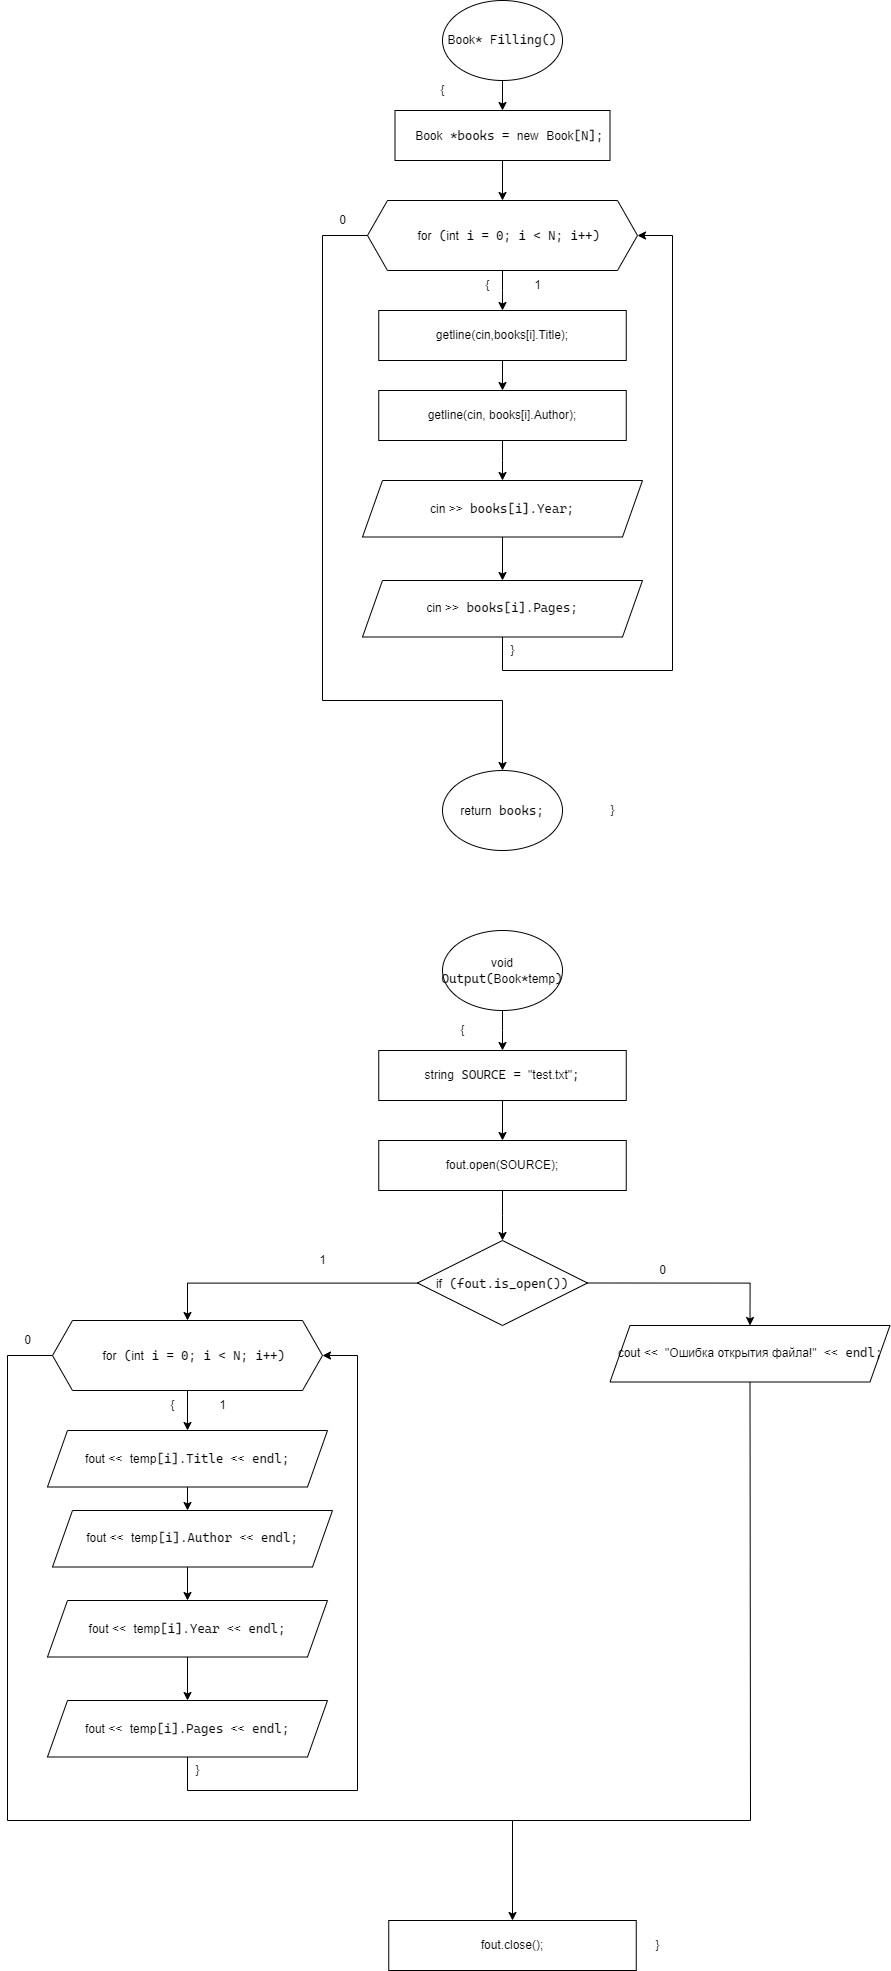 Book* Filling()
{
Book *books = new Book[N];
0
for (int i = 0; i < N; i++)
{
1
getline(cin,books[i].Title);
getline(cin, books[i].Author);
cin >> books[i].Year;
cin >> books[i].Pages;
}
return books;
}
void
Output(Book*temp)
{
string SOURCE = "test.txt";
fout.open(SOURCE);
1
if (fout.is_open())
0
0
for (int i = 0; i < N; i++)
cout << "Ошибка открытия файла!" << endl;
{
1
fout << temp[i].Title << endl;
fout << temp[i].Author << endl;
fout << temp[i].Year << endl;
fout << temp[i].Pages << endl;
}
fout.close();
}